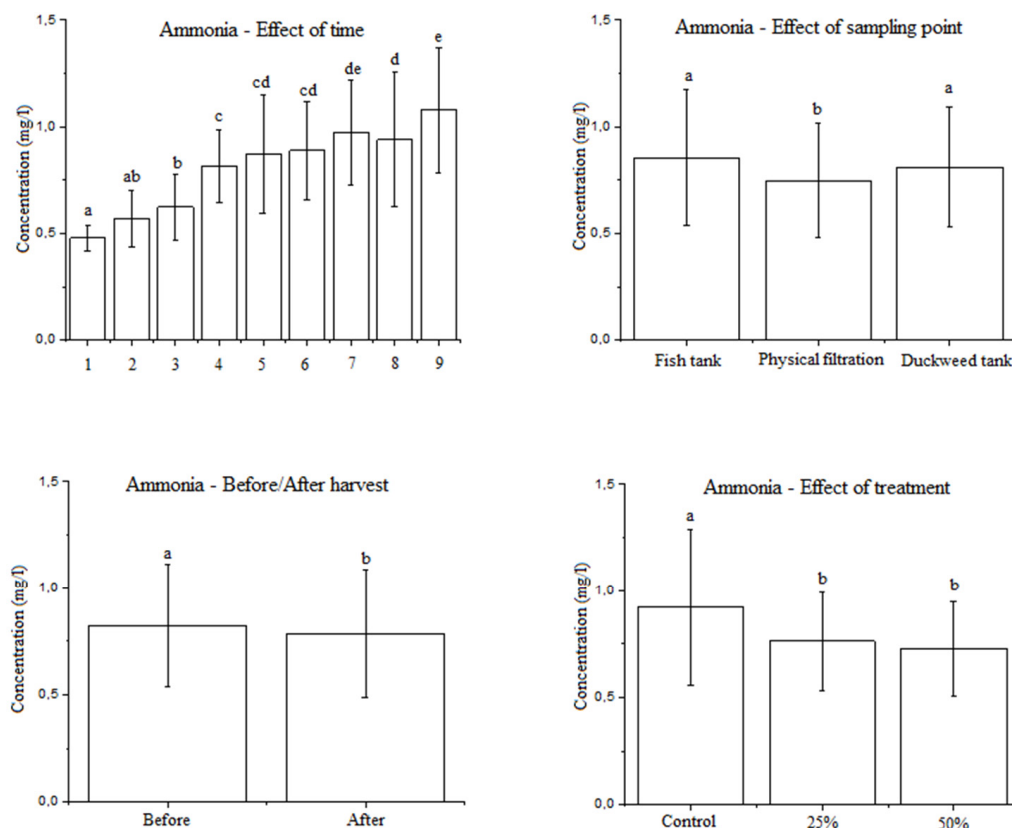 Ammonia - Effect of time
Concentration (mg/l)
1,5
1,0
0,5
0,0
a
ab
b
c
cd
cd
de
d
e
1 2 3 4 5 6 7 8 9
Ammonia - Effect of sampling point
Concentration (mg/l)
1,5
1,0
0,5
0,0
a
b
a
Fish tank Physical filtration Duckweed tank
Ammonia - Before/After harvest
Concentration (mg/l)
1,5
1,0
0,5
0,0
a
b
Before After
Ammonia - Effect of treatment
Concentration (mg/l)
1,5
1,0
0,5
0,0
a
b
b
Control 25% 50%